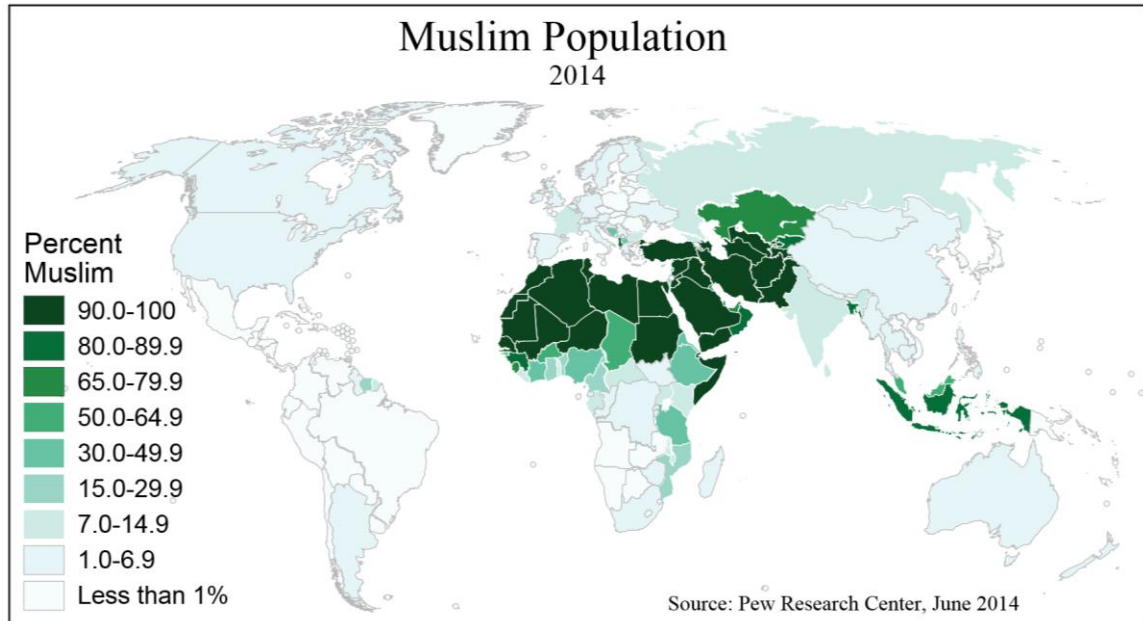 Muslim Population
2014
Percent
Muslim
90.0-100
80.0-89.9
65.0-79.9
50.0-64.9
30.0-49.9
15.0-29.9
7.0-14.9
1.0-6.9
Less than 1%
Source: Pew Research Center, June 2014